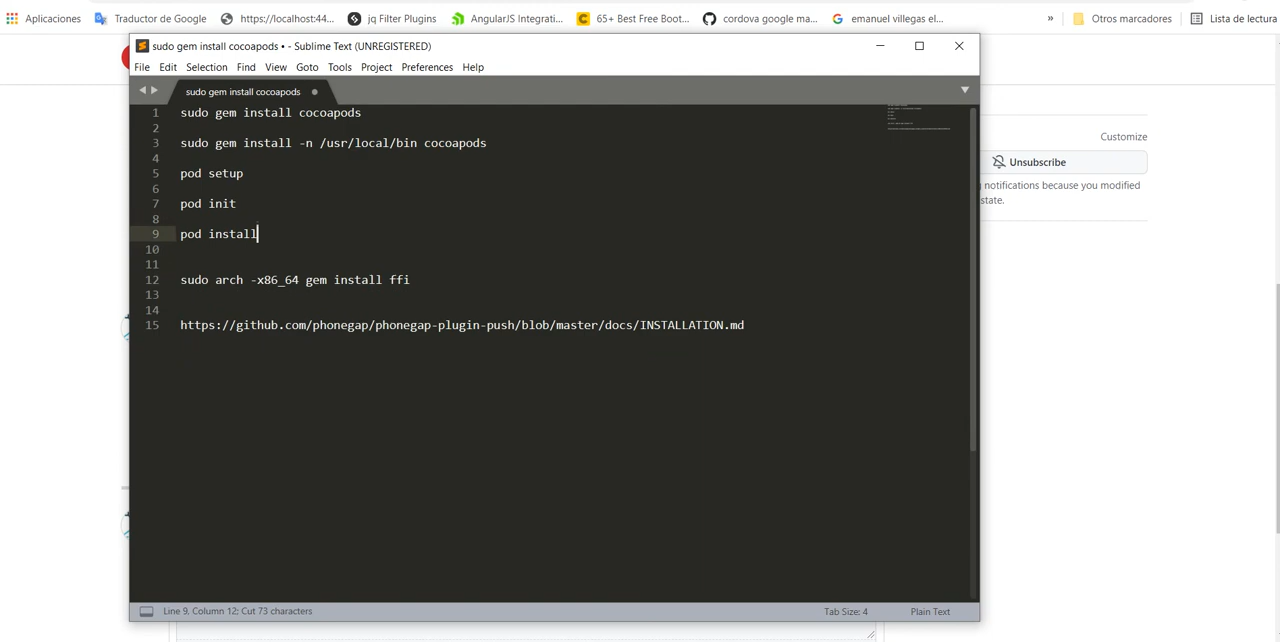 Aplicaciones Traductor de Google https://localhost:44... jq Filter Plugins AngularJS Integrati... 65+ Best Free Boot... cordova google ma... emanuel villegas el... » Otros marcadores Lista de lectura
sudo gem install cocoapods • - Sublime Text (UNREGISTERED)
File Edit Selection Find View Goto Tools Project Preferences Help
sudo gem install cocoapods
1 sudo gem install cocoapods
2
3 sudo gem install -n /usr/local/bin cocoapods
4
5 pod setup
6
7 pod init
8
9 pod install
10
11
12 sudo arch -x86_64 gem install ffi
13
14
15 https://github.com/phonegap/phonegap-plugin-push/blob/master/docs/INSTALLATION.md
Customize
Unsubscribe
notifications because you modified
state.
Line 9, Column 12; Cut 73 characters Tab Size: 4 Plain Text